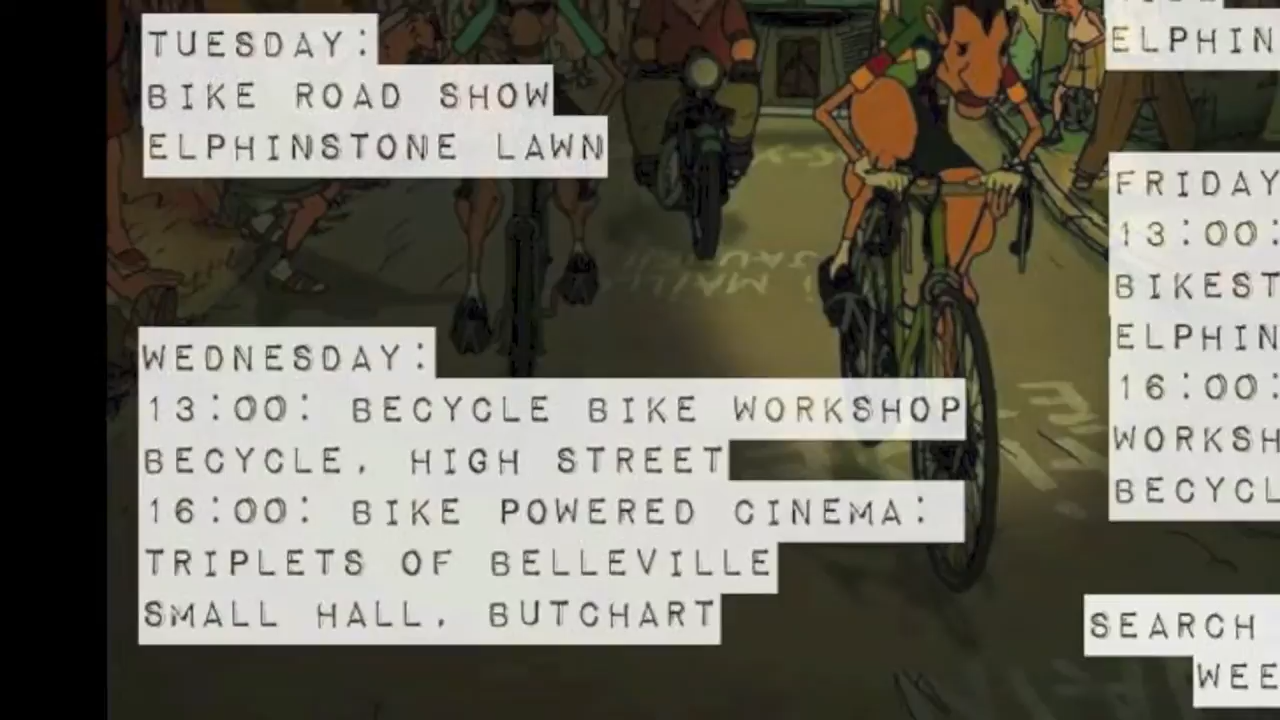 TUESDAY:
BIKE ROAD SHOW
ELPHINSTONE LAWN
WEDNESDAY:
13:00: BECYCLE BIKE WORKSHOP
BECYCLE, HIGH STREET
16:00: BIKE POWERED CINEMA:
TRIPLETS OF BELLEVILLE
SMALL HALL, BUTCHART
ELPHIN
FRIDAY
13:00:
BIKEST
ELPHIN
16:00:
WORKSH
BECYCL
SEARCH
WEE